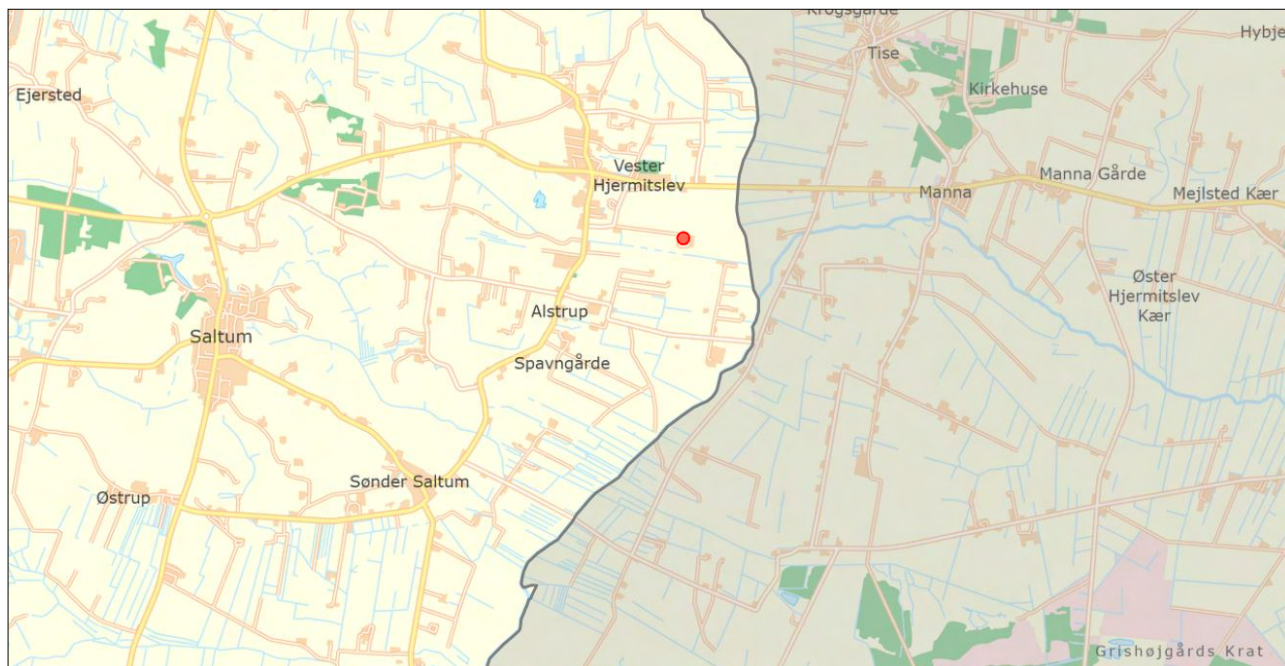 Krogsgårde
Tise
Hybje
Ejersted
Kirkehuse
Vester
Hjermitslev
Manna Gårde
Manna
Mejlsted Kær
Øster
Hjermitslev
Kær
Alstrup
Saltum
Spavngårde
Sønder Saltum
Østrup
Grishøjgårds Krat